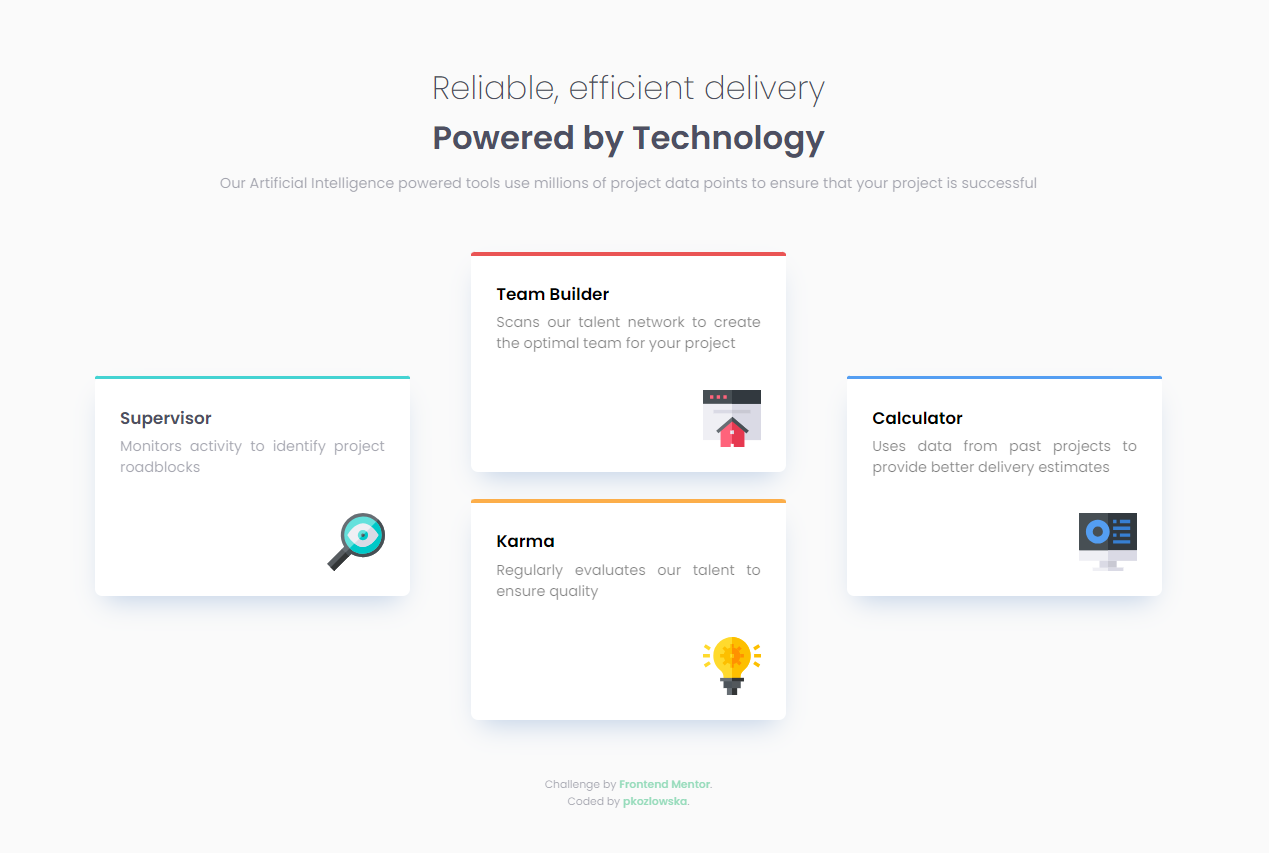 Reliable, efficient delivery
Powered by Technology
Our Artificial Intelligence powered tools use millions of project data points to ensure that your project is successful
Supervisor
Monitors activity to identify project
roadblocks
Team Builder
Scans our talent network to create
the optimal team for your project
Karma
Regularly evaluates our talent to
ensure quality
Calculator
Uses data from past projects to
provide better delivery estimates
Challenge by Frontend Mentor.
Coded by pkozlowska.